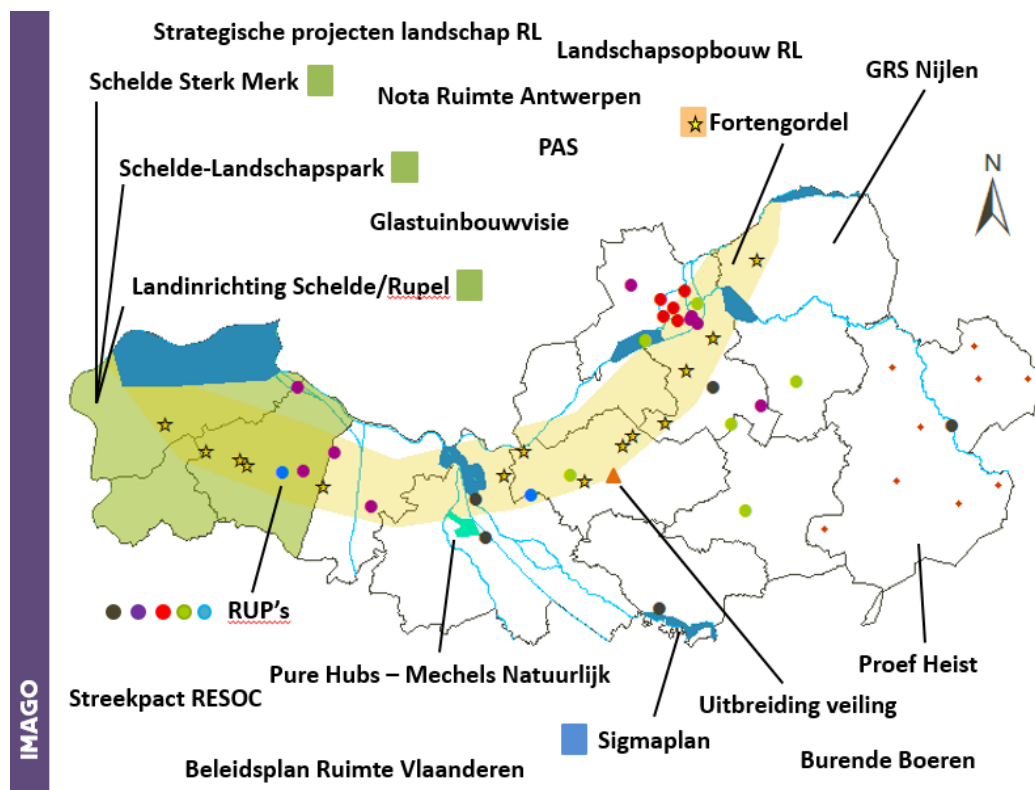 Strategische projecten landschap RL
Landschapsopbouw RL
GRS Nijlen
Schelde Sterk Merk
Nota Ruimte Antwerpen
Fortengordel
PAS
Schelde-Landschapspark
N
Glastuinbouwvisie
Landinrichting Schelde/Rupel
RUP's
Pure Hubs – Mechels Natuurlijk
Proef Heist
Streekpact RESOC
Uitbreiding veiling
Sigmaplan
Burende Boeren
Beleidsplan Ruimte Vlaanderen
IMAGO